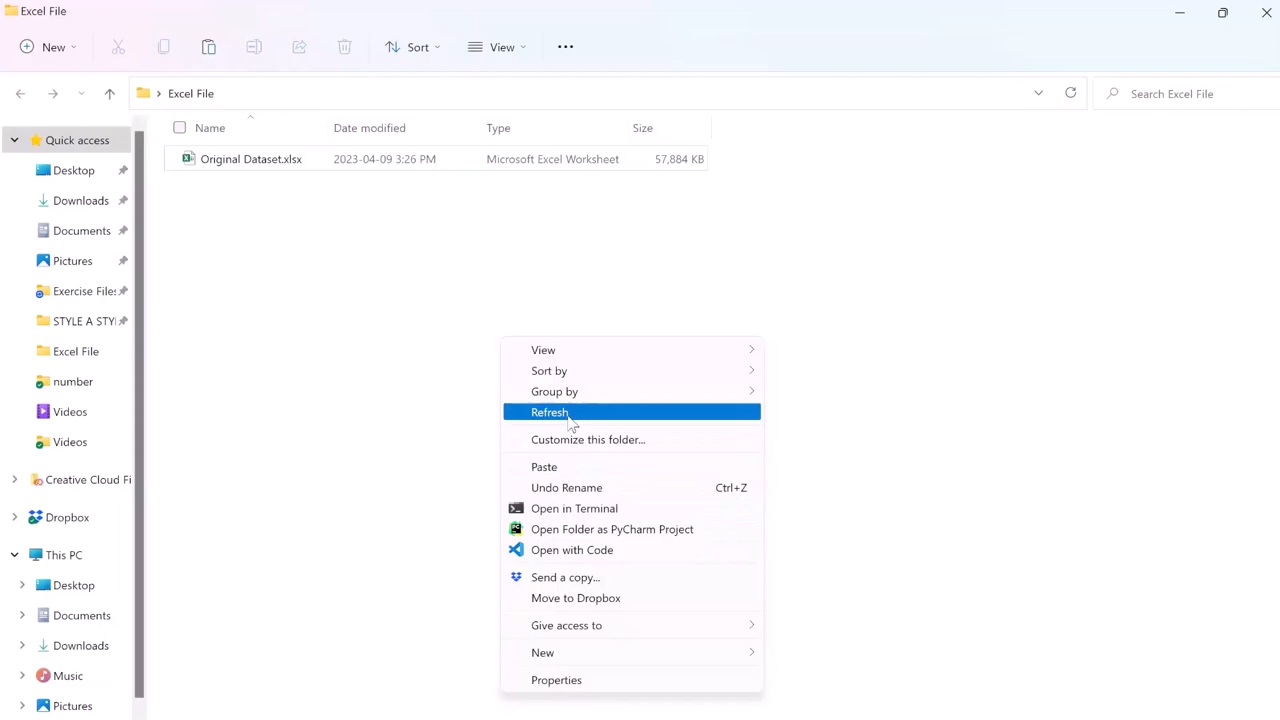 Excel File
New
Sort
View
Excel File
Search Excel File
Name Date modified Type Size
Original Dataset.xlsx 2023-04-09 3:26 PM Microsoft Excel Worksheet 57,884 KB
Quick access
Desktop
Downloads
Documents
Pictures
Exercise Files
STYLE A STY
Excel File
number
Videos
Videos
Creative Cloud Fi
Dropbox
This PC
Desktop
Documents
Downloads
Music
Pictures
View
Sort by
Group by
Refresh
Customize this folder...
Paste
Undo Rename Ctrl+Z
Open in Terminal
Open Folder as PyCharm Project
Open with Code
Send a copy...
Move to Dropbox
Give access to
New
Properties